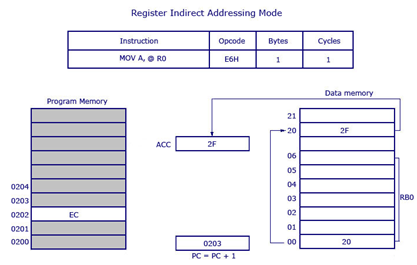 Register Indirect Addressing Mode
Instruction Opcode Bytes Cycles
MOV A, @ R0 E6H 1 1
Program Memory
Data memory
21
20 2F
ACC 2F
06
05
04
03
02
01
00 20
RB0
0204
0203
0202 EC
0201
0200
0203
PC = PC + 1